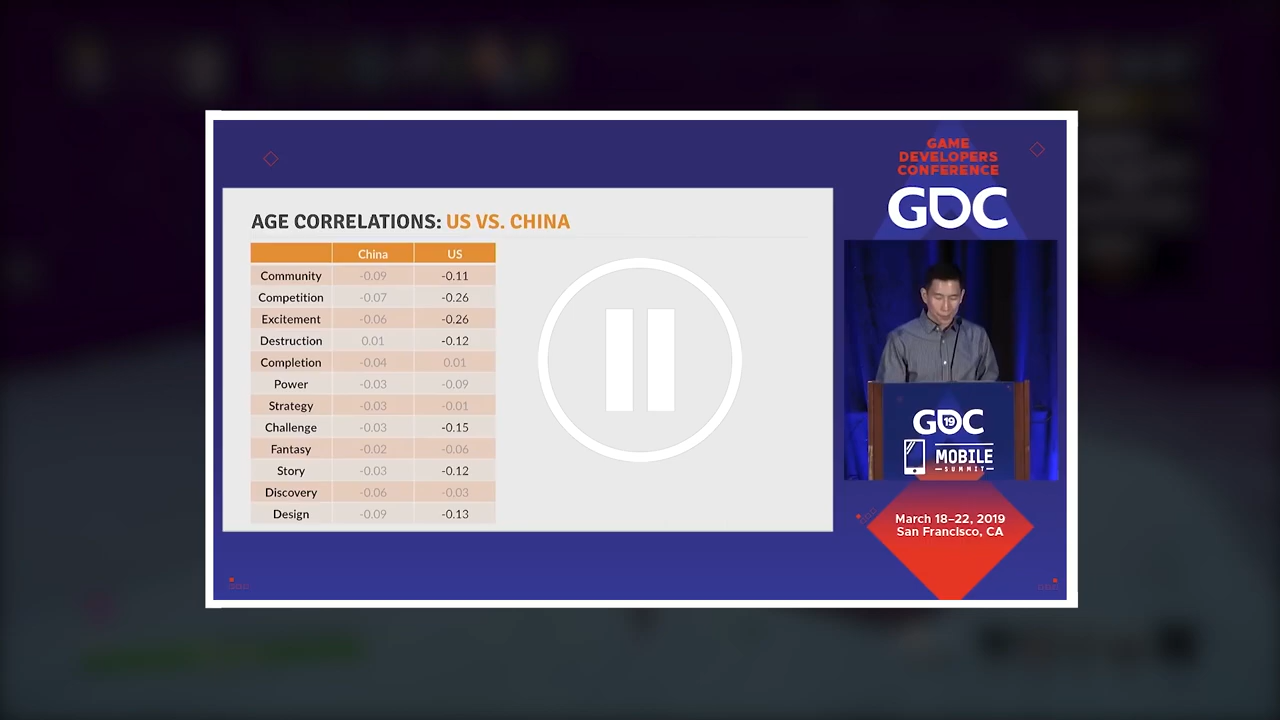 GAME
DEVELOPERS
CONFERENCE
GDC
AGE CORRELATIONS: US VS. CHINA
China US
Community -0.09 -0.11
Competition -0.07 -0.26
Excitement -0.06 -0.26
Destruction 0.01 -0.12
Completion -0.04 0.01
Power -0.03 -0.09
Strategy -0.03 -0.01
Challenge -0.03 -0.15
Fantasy -0.02 -0.06
Story -0.03 -0.12
Discovery -0.06 -0.03
Design -0.09 -0.13
GDC
19
MOBILE
SUMMIT
March 18–22, 2019
San Francisco, CA